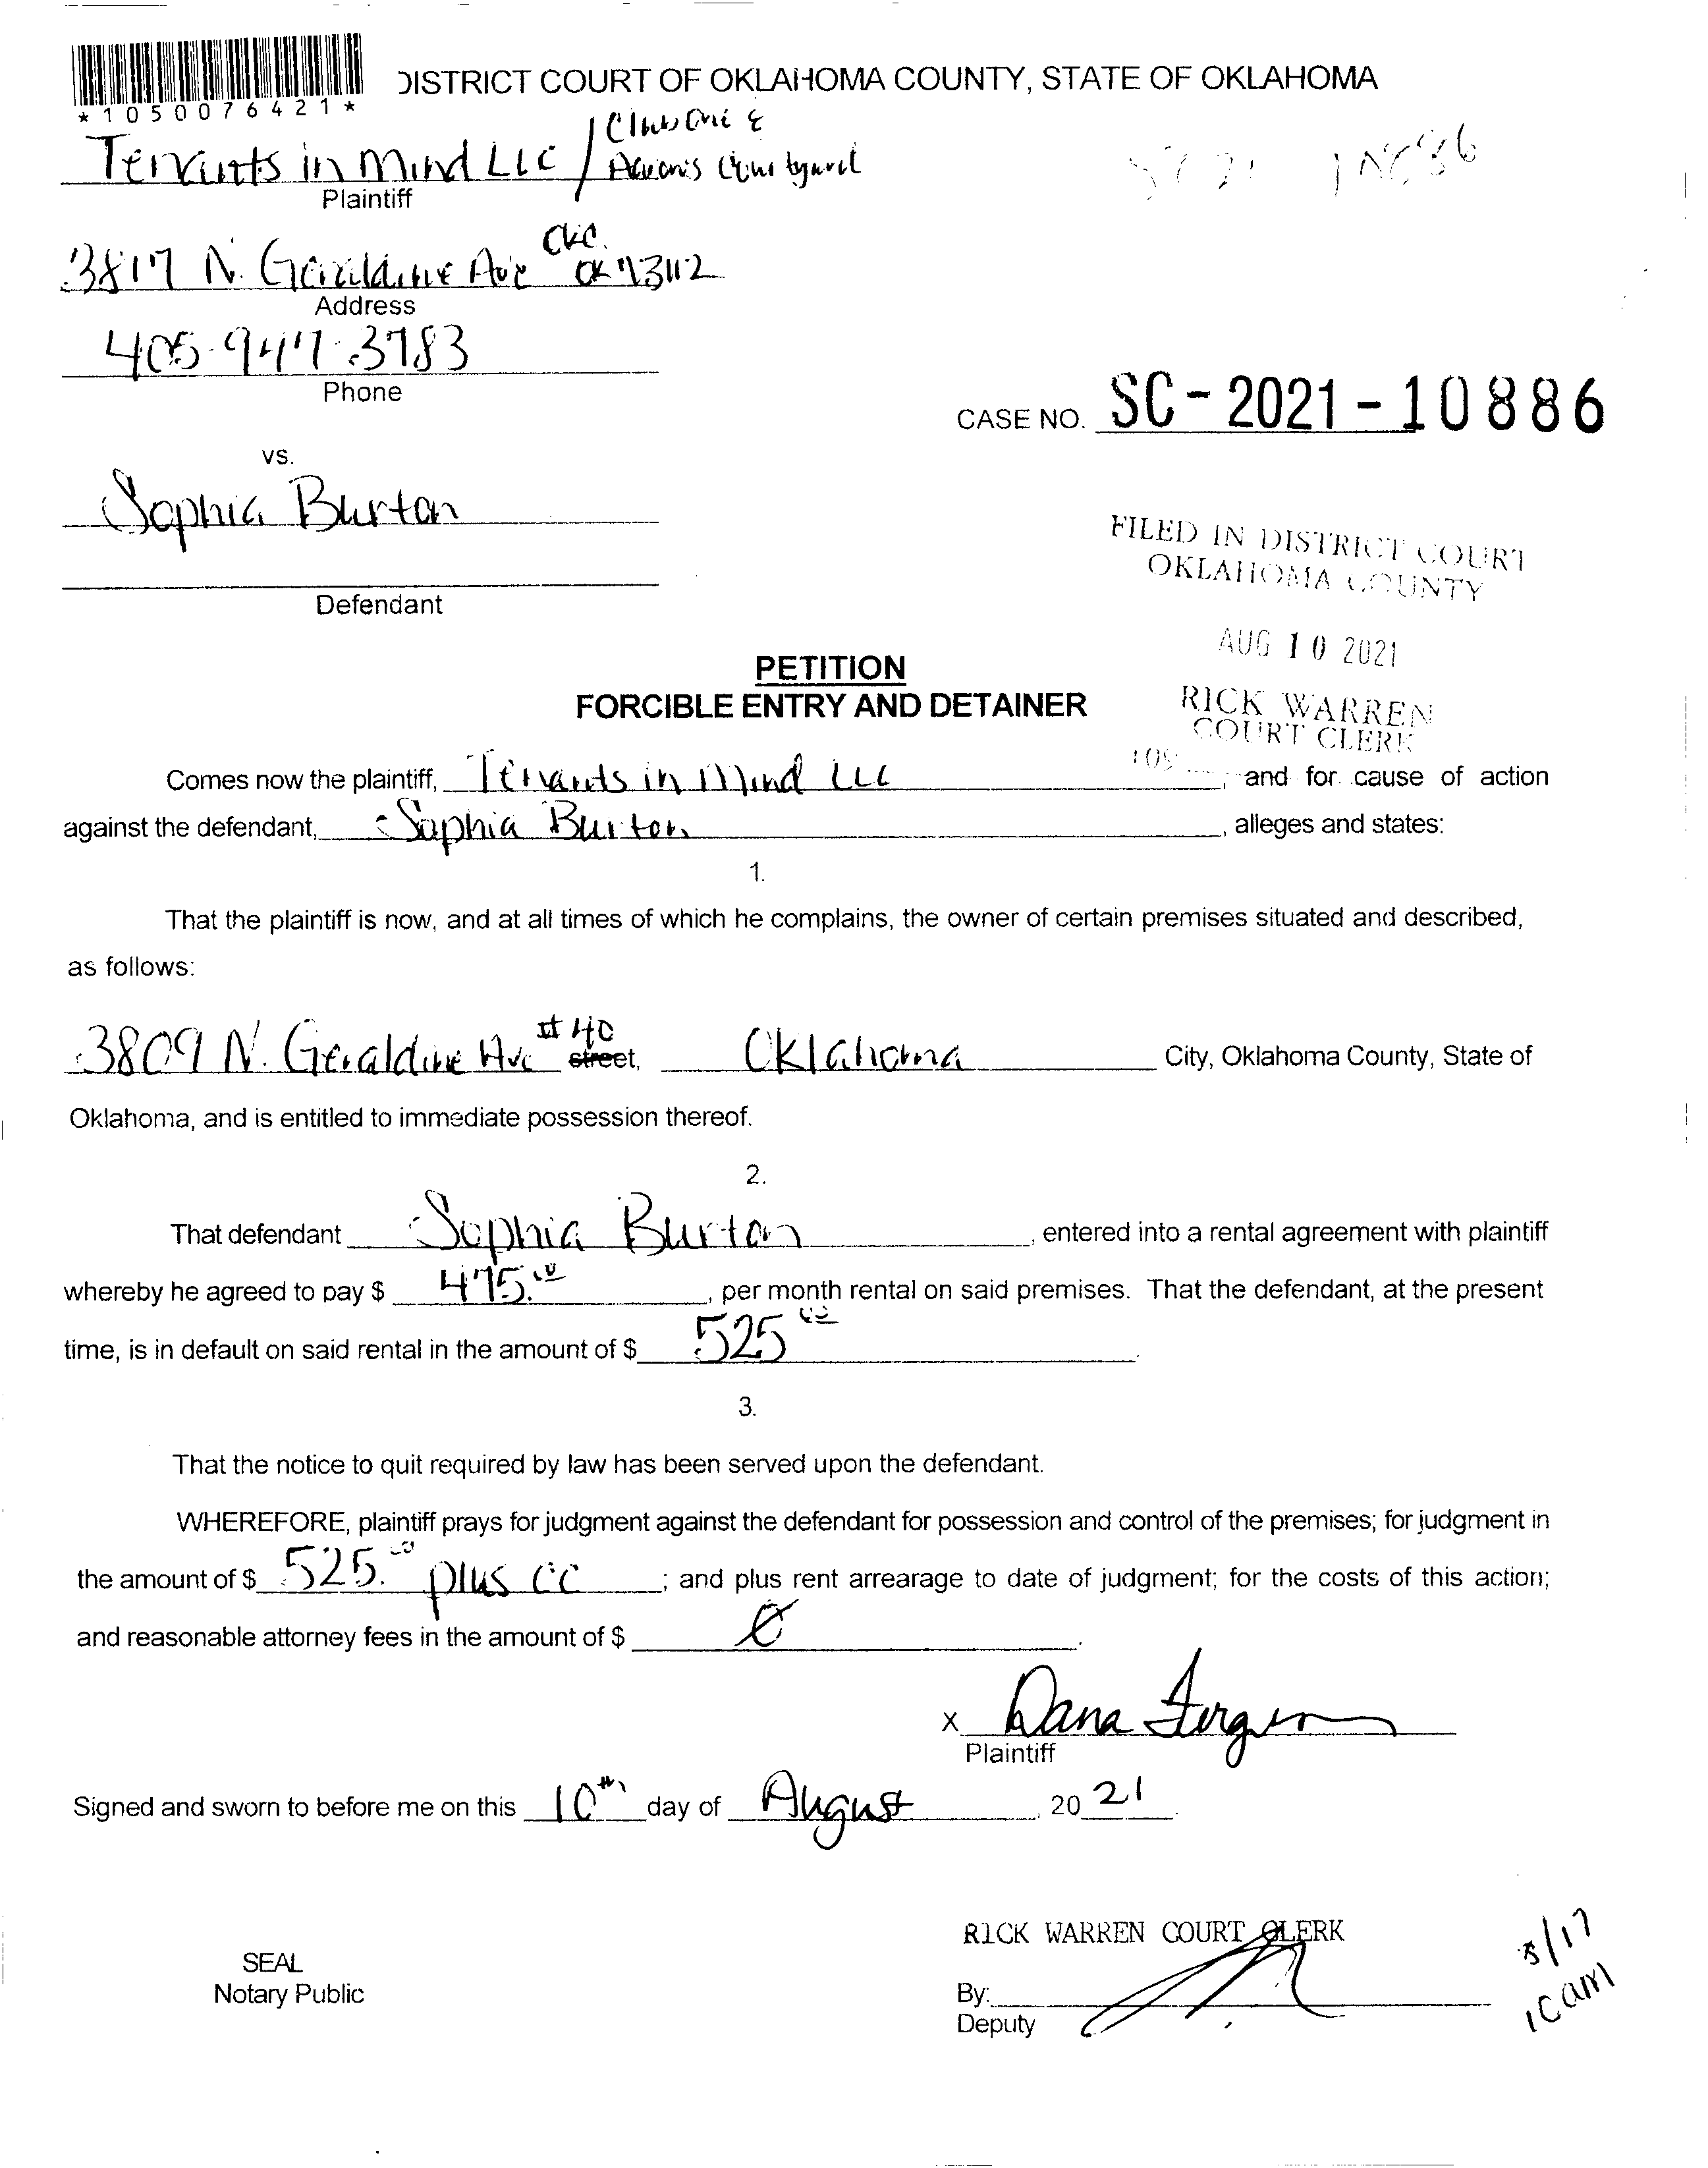 DISTRICT COURT OF OKLAHOMA COUNTY, STATE OF OKLAHOMA
*1050076421*
Tenants in Mind LLC / Club One &
Courtyard
Plaintiff
3817 N. Geraldine Ave OKC. OK 73112
Address
405-947-3783
Phone
CASE NO. SC-2021-10886
vs.
Sophia Burton
Defendant
FILED IN DISTRICT COURT
OKLAHOMA COUNTY
AUG 10 2021
RICK WARREN
COURT CLERK
109
PETITION
FORCIBLE ENTRY AND DETAINER
Comes now the plaintiff, Tenants in Mind LLC, and for cause of action
against the defendant, Sophia Burton, alleges and states:
1.
That the plaintiff is now, and at all times of which he complains, the owner of certain premises situated and described,
as follows:
3809 N. Geraldine Ave #40 street, Oklahoma City, Oklahoma County, State of
Oklahoma, and is entitled to immediate possession thereof.
2.
That defendant Sophia Burton, entered into a rental agreement with plaintiff
whereby he agreed to pay $ 475.00, per month rental on said premises. That the defendant, at the present
time, is in default on said rental in the amount of $ 525 00.
3.
That the notice to quit required by law has been served upon the defendant.
WHEREFORE, plaintiff prays for judgment against the defendant for possession and control of the premises; for judgment in
the amount of $ 525.00 plus CC; and plus rent arrearage to date of judgment; for the costs of this action;
and reasonable attorney fees in the amount of $ 0.
X Dana Ferguson
Plaintiff
Signed and sworn to before me on this 10th day of August, 20 21.
RICK WARREN COURT CLERK
SEAL
Notary Public
By:
Deputy
8/17
10am